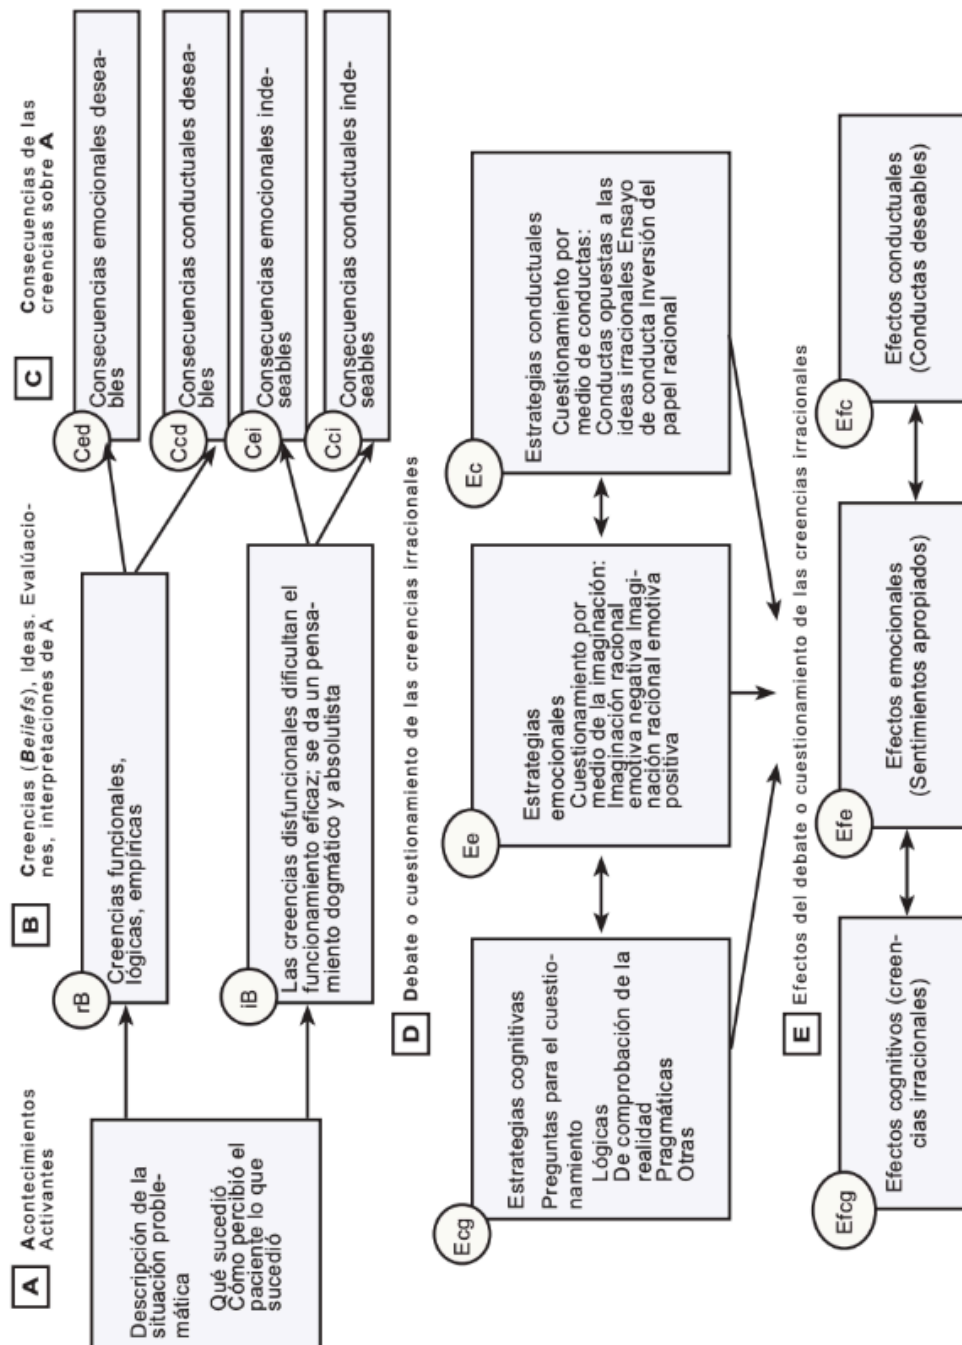 A
Acontecimientos
Activantes
Descripción de la
situación proble-
mática
Qué sucedió
Cómo percibió el
paciente lo que
sucedió
B
Creencias (Beliefs), Ideas. Evalúacio-
nes, interpretaciones de A
rB
Creencias funcionales,
lógicas, empíricas
iB
Las creencias disfuncionales dificultan el
funcionamiento eficaz; se da un pensa-
miento dogmático y absolutista
C
Consecuencias de las
creencias sobre A
Ced
Consecuencias emocionales desea-
bles
Ccd
Consecuencias conductuales desea-
bles
Cei
Consecuencias emocionales inde-
seables
Cci
Consecuencias conductuales inde-
seables
D
Debate o cuestionamiento de las creencias irracionales
Ecg
Estrategias cognitivas
Preguntas para el cuestio-
namiento
Lógicas
De comprobación de la
realidad
Pragmáticas
Otras
Ee
Estrategias
emocionales
Cuestionamiento por
medio de la imaginación:
Imaginación racional
emotiva negativa Imagi-
nación racional emotiva
positiva
Ec
Estrategias conductuales
Cuestionamiento por
medio de conductas:
Conductas opuestas a las
ideas irracionales Ensayo
de conducta Inversión del
papel racional
E
Efectos del debate o cuestionamiento de las creencias irracionales
Efcg
Efectos cognitivos (creen-
cias irracionales)
Efe
Efectos emocionales
(Sentimientos apropiados)
Efc
Efectos conductuales
(Conductas deseables)